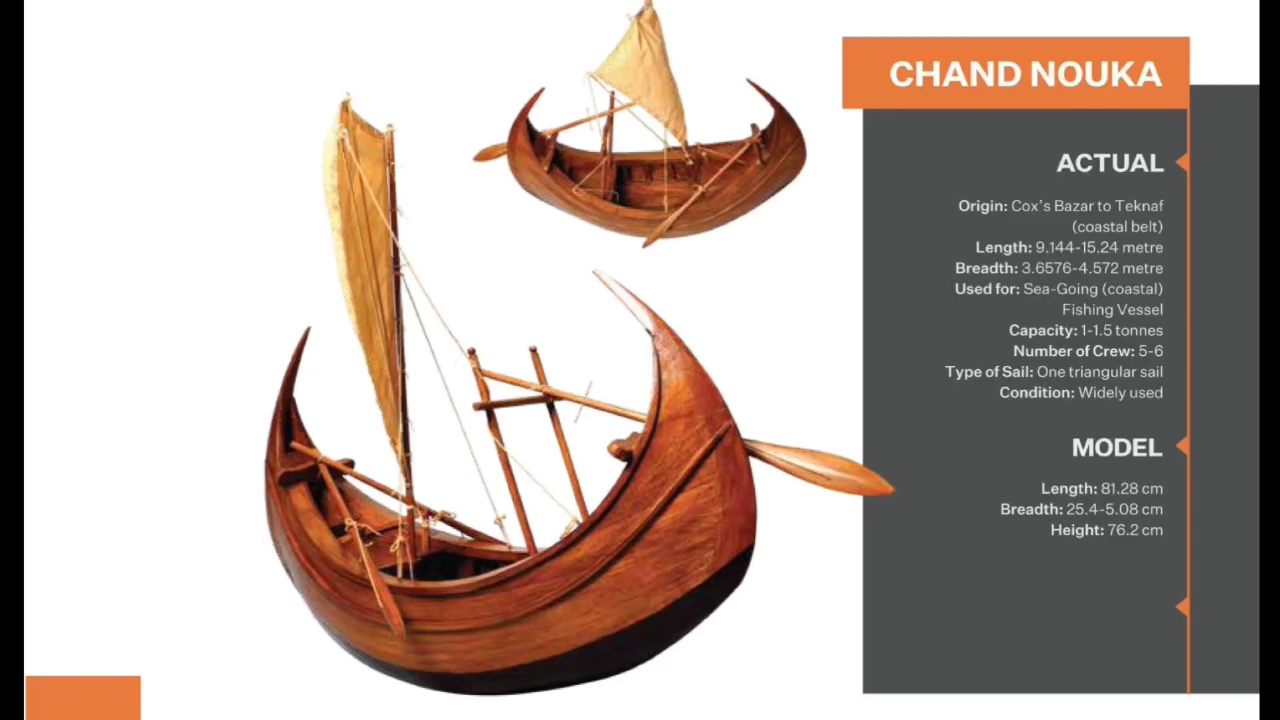 CHAND NOUKA
ACTUAL
Origin: Cox's Bazar to Teknaf
(coastal belt)
Length: 9.144-15.24 metre
Breadth: 3.6576-4.572 metre
Used for: Sea-Going (coastal)
Fishing Vessel
Capacity: 1-1.5 tonnes
Number of Crew: 5-6
Type of Sail: One triangular sail
Condition: Widely used
MODEL
Length: 81.28 cm
Breadth: 25.4-5.08 cm
Height: 76.2 cm